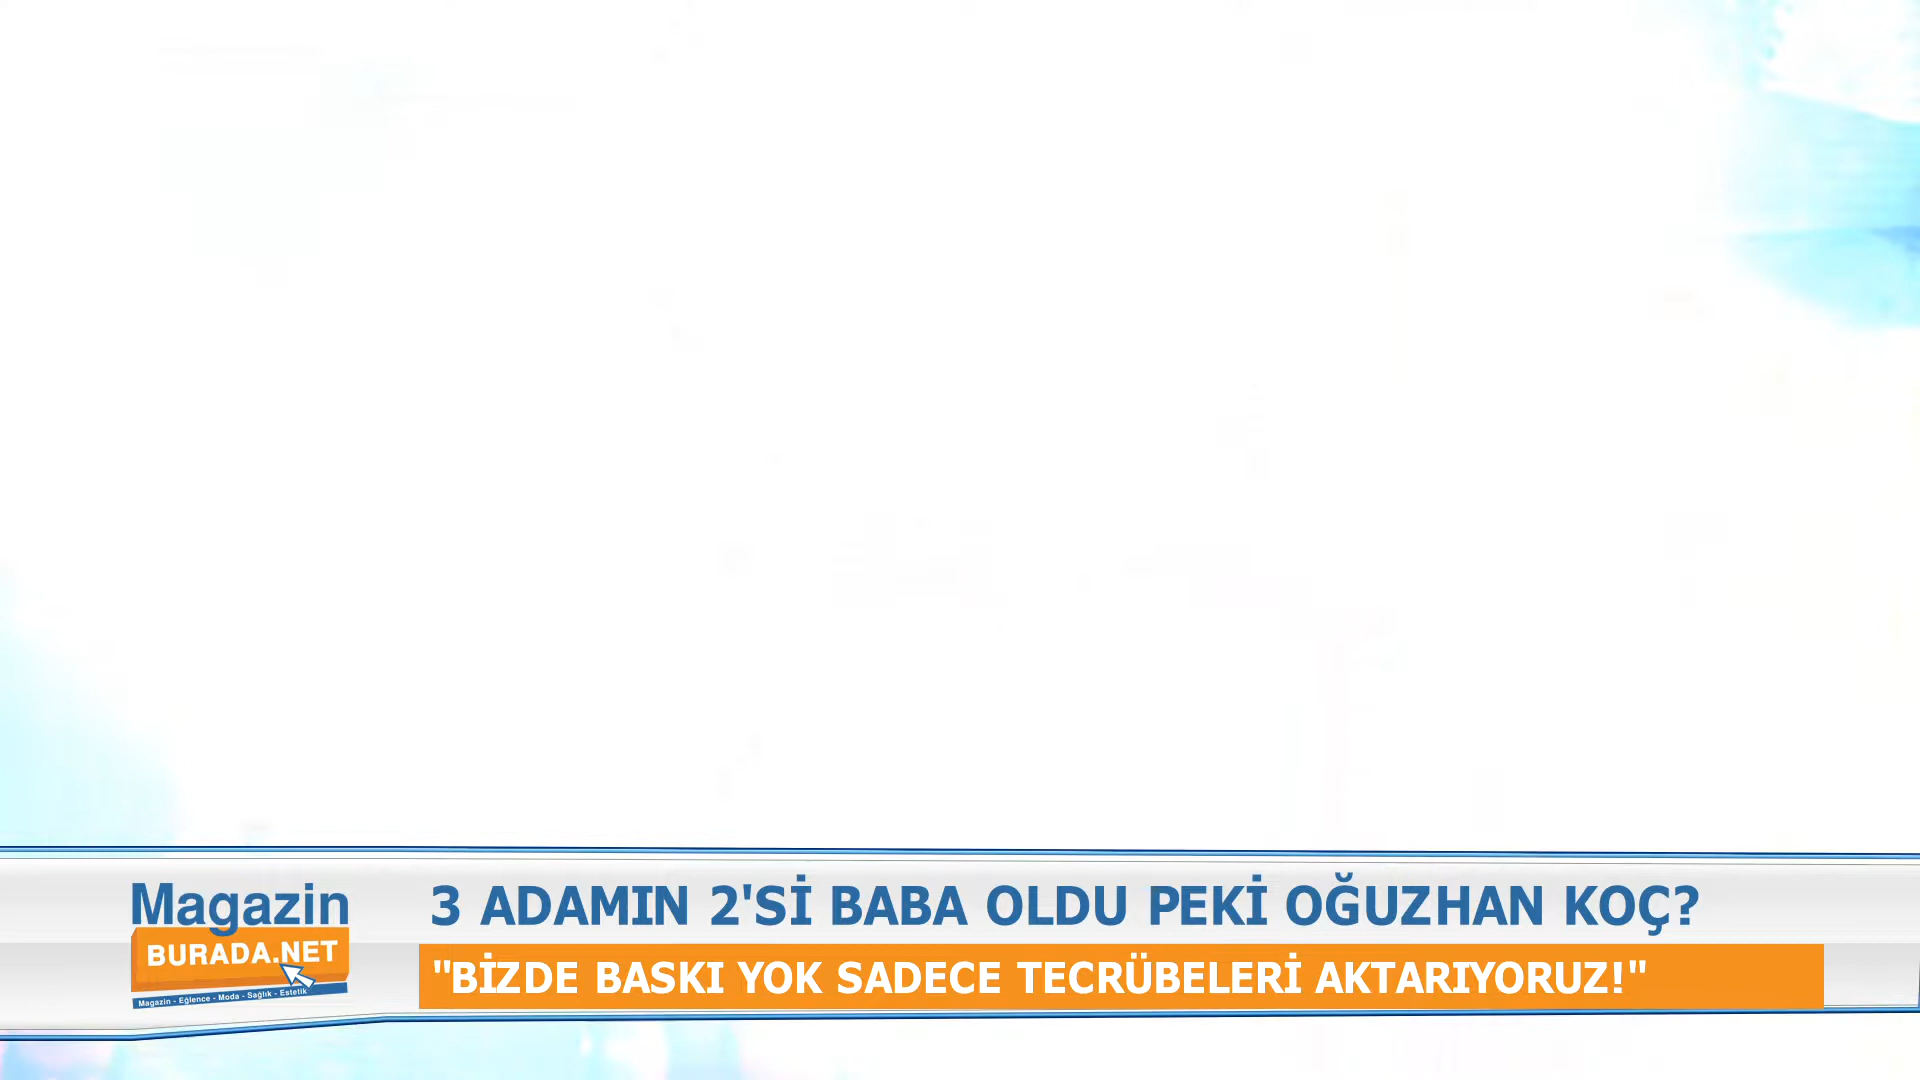 Magazin
BURADA.NET
Magazin - Eğlence - Moda - Sağlık - Estetik
3 ADAMIN 2'Sİ BABA OLDU PEKİ OĞUZHAN KOÇ?
"BİZDE BASKI YOK SADECE TECRÜBELERİ AKTARIYORUZ!"